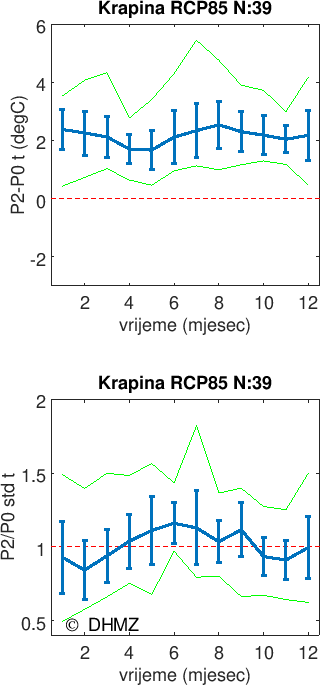 Krapina RCP85 N:39
6
4
2
0
-2
P2-P0 t (degC)
2 4 6 8 10 12
vrijeme (mjesec)
Krapina RCP85 N:39
2
1.5
1
0.5
P2/P0 std t
© DHMZ
2 4 6 8 10 12
vrijeme (mjesec)